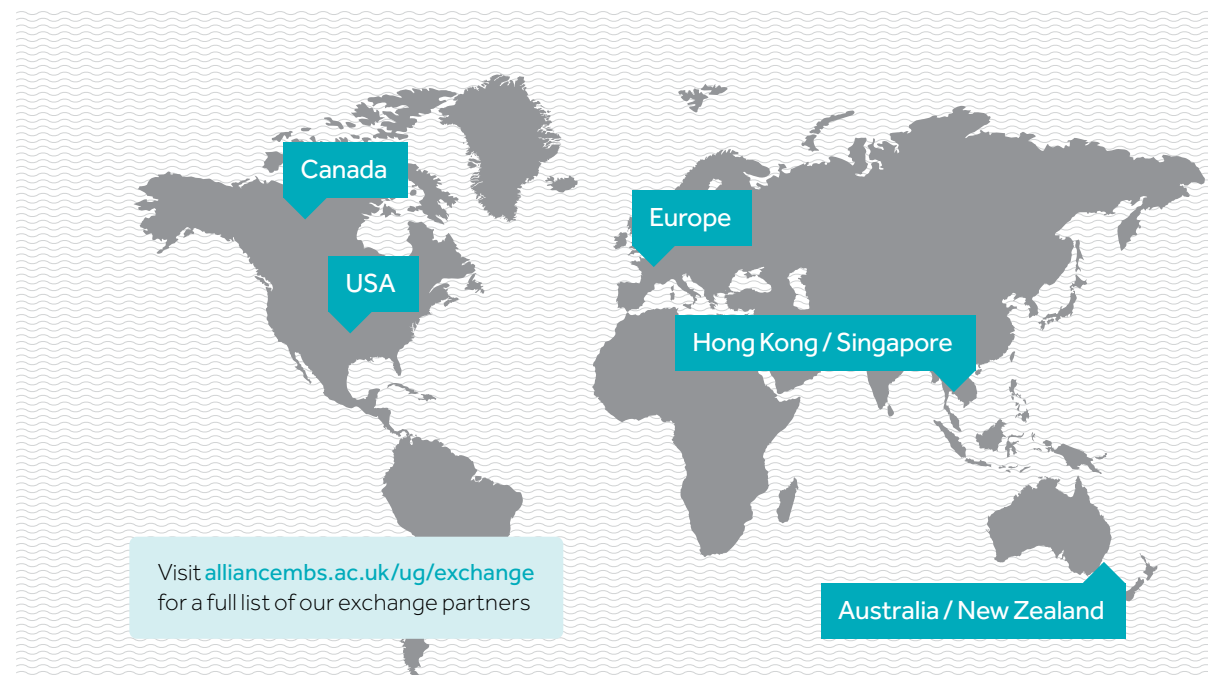 Canada
Europe
USA
Hong Kong / Singapore
Visit alliancembs.ac.uk/ug/exchange
for a full list of our exchange partners
Australia / New Zealand